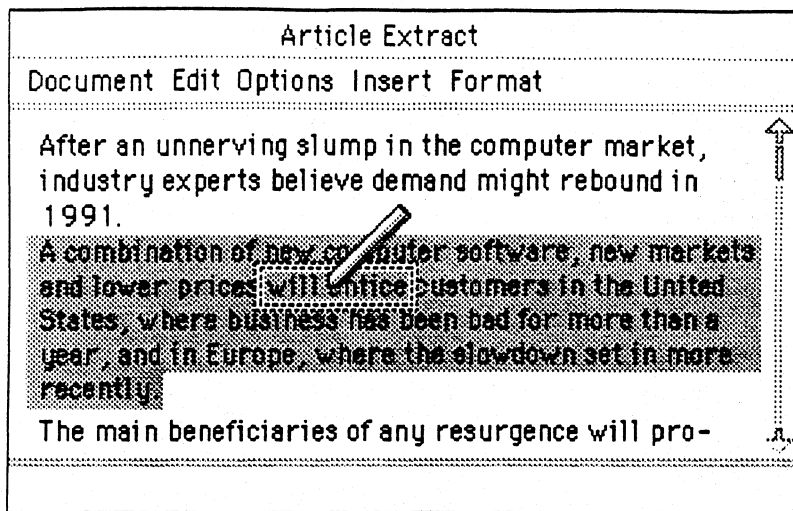 Article Extract
Document Edit Options Insert Format
After an unnerving slump in the computer market,
industry experts believe demand might rebound in
1991.
A combination of new computer software, new markets
and lower prices will entice customers in the United
States, where business has been bad for more than a
year, and in Europe, where the slowdown set in more
recently.
The main beneficiaries of any resurgence will pro-